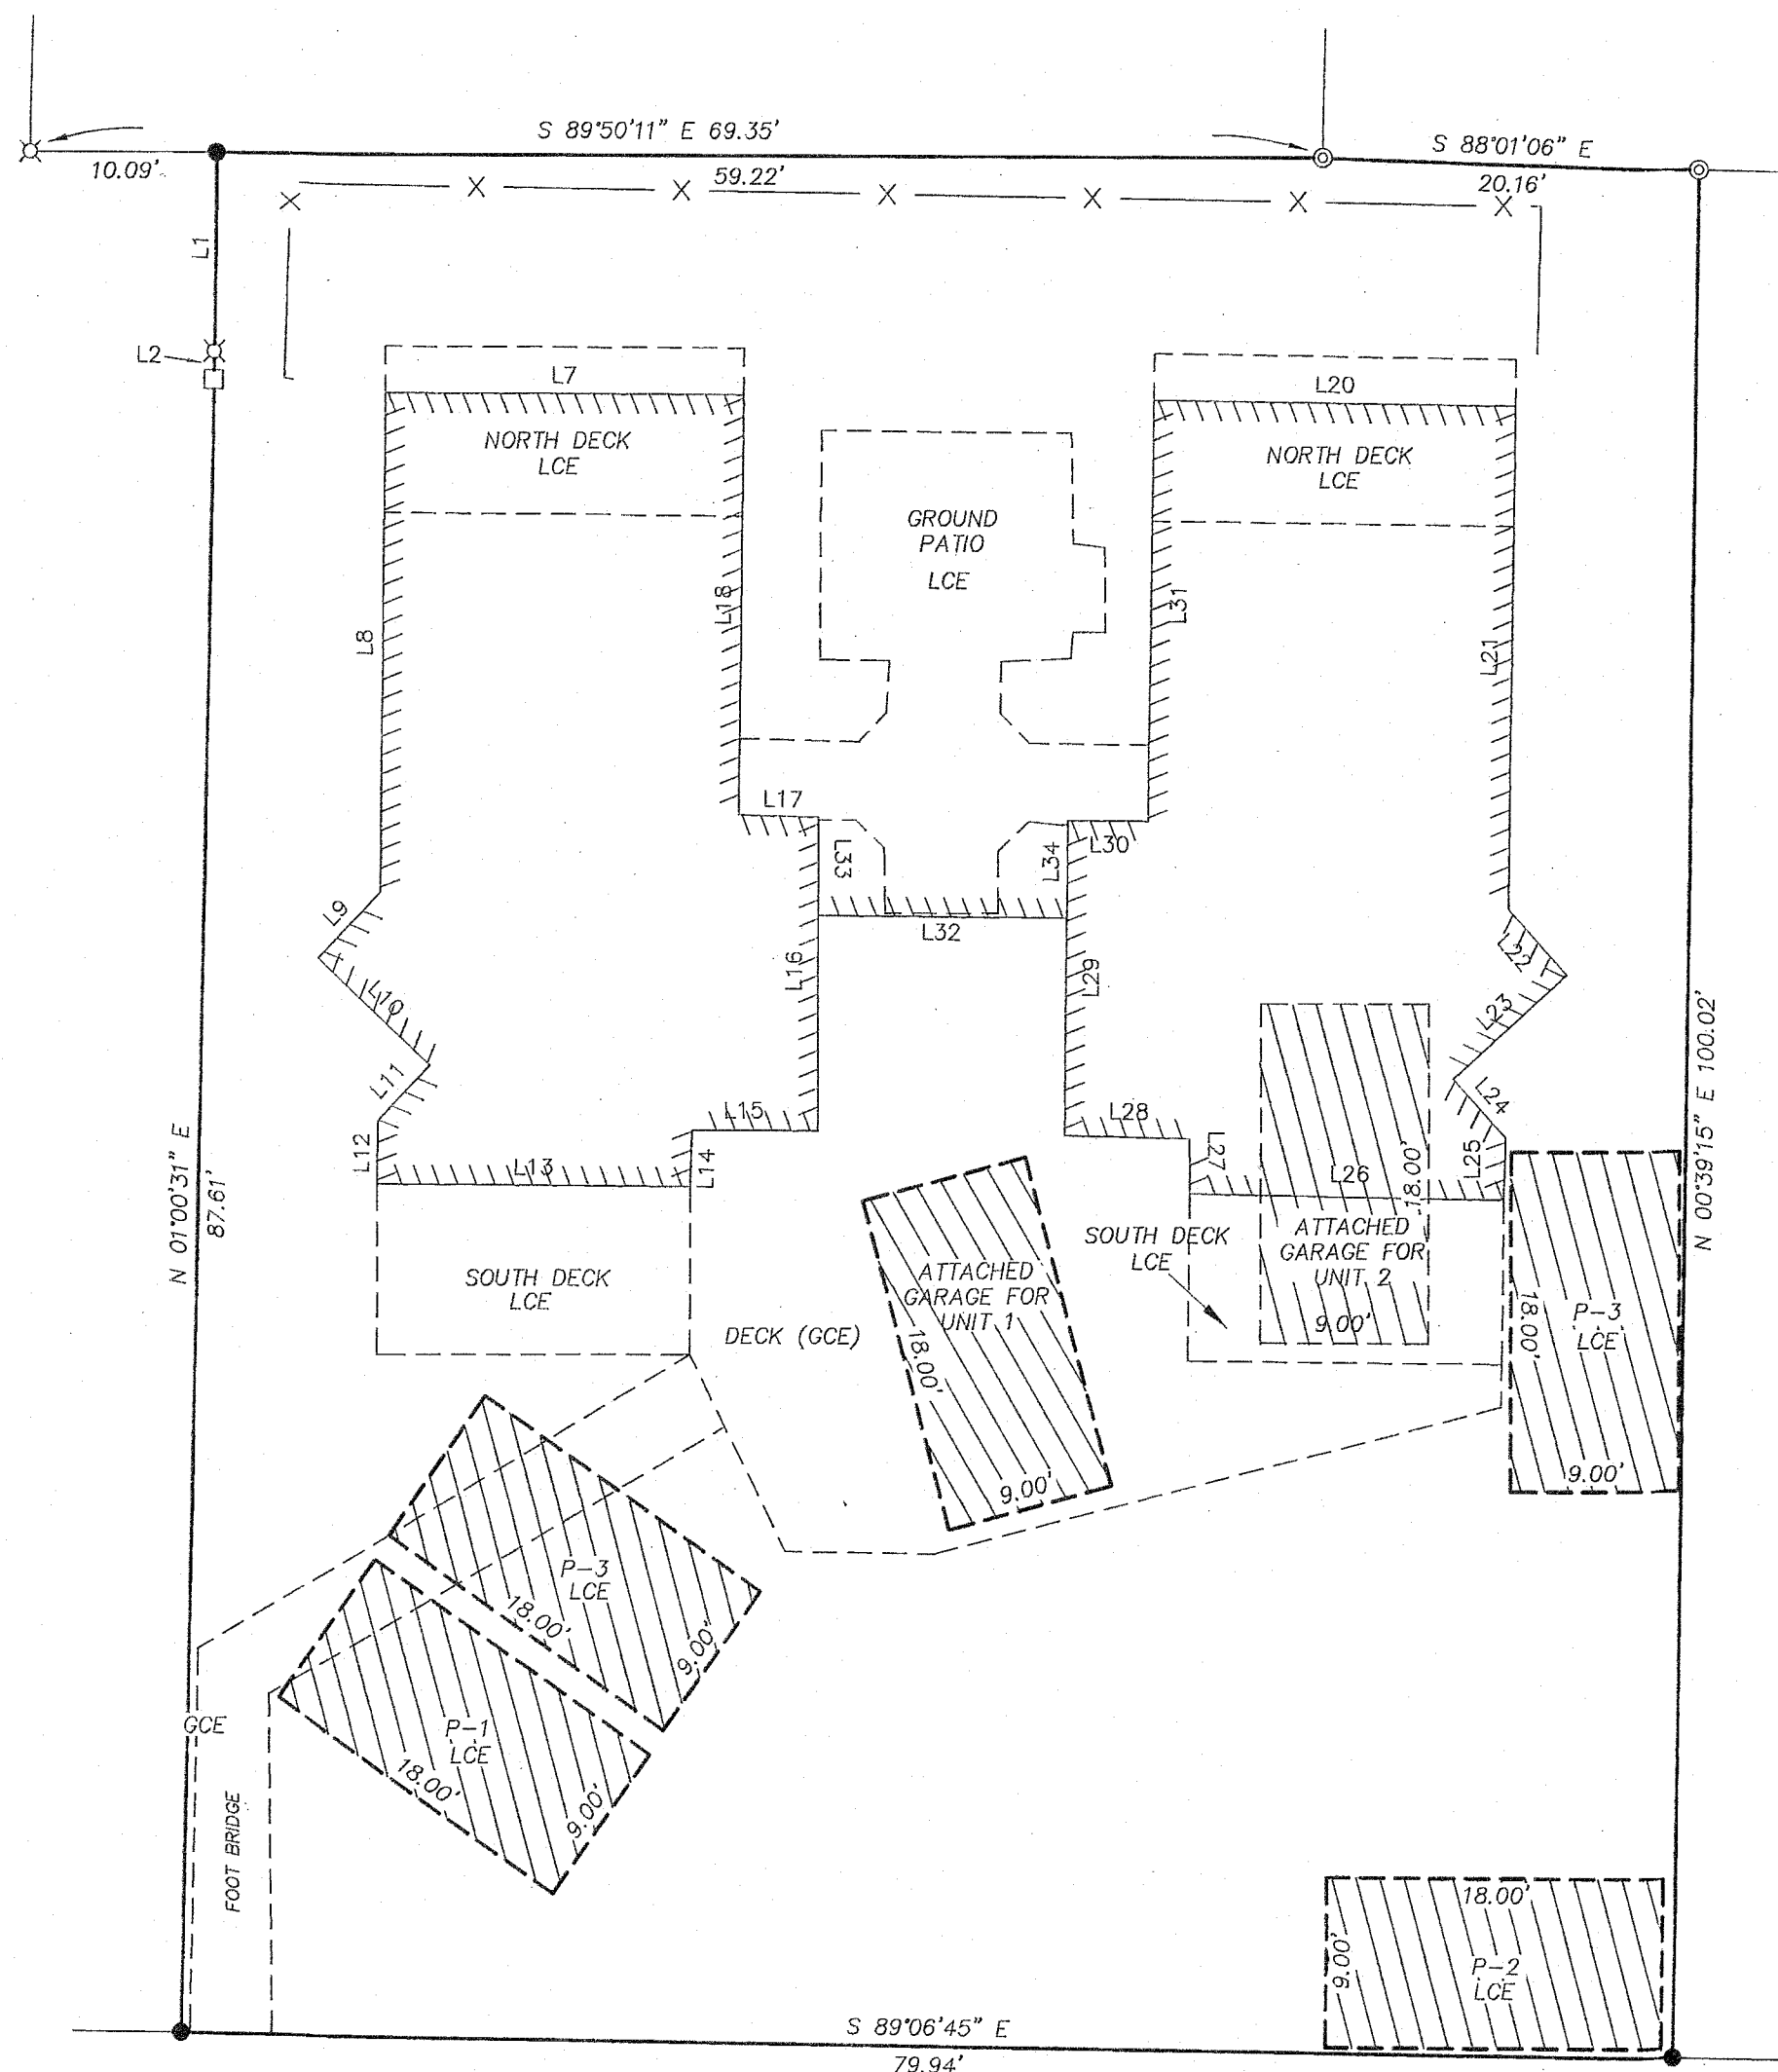 S 89°50'11" E 69.35'
S 88°01'06" E
10.09'
59.22'
20.16'
L1
L2
L7
L20
NORTH DECK
LCE
NORTH DECK
LCE
GROUND
PATIO
LCE
L8
L18
L31
L21
L17
L33
L34
L30
L9
L32
L22
L10
L16
L29
L23
L11
L15
L28
L24
L12
L13
L14
L27
L26
L25
18.00'
N 01°00'31" E
87.61'
N 00°39'15" E 100.02'
SOUTH DECK
LCE
DECK (GCE)
ATTACHED
GARAGE FOR
UNIT 1
18.00'
9.00'
SOUTH DECK
LCE
ATTACHED
GARAGE FOR
UNIT 2
9.00'
P-3
LCE
18.00'
9.00'
P-3
LCE
18.00'
9.00'
GCE
P-1
LCE
18.00'
9.00'
FOOT BRIDGE
18.00'
9.00'
P-2
LCE
S 89°06'45" E
79.94'